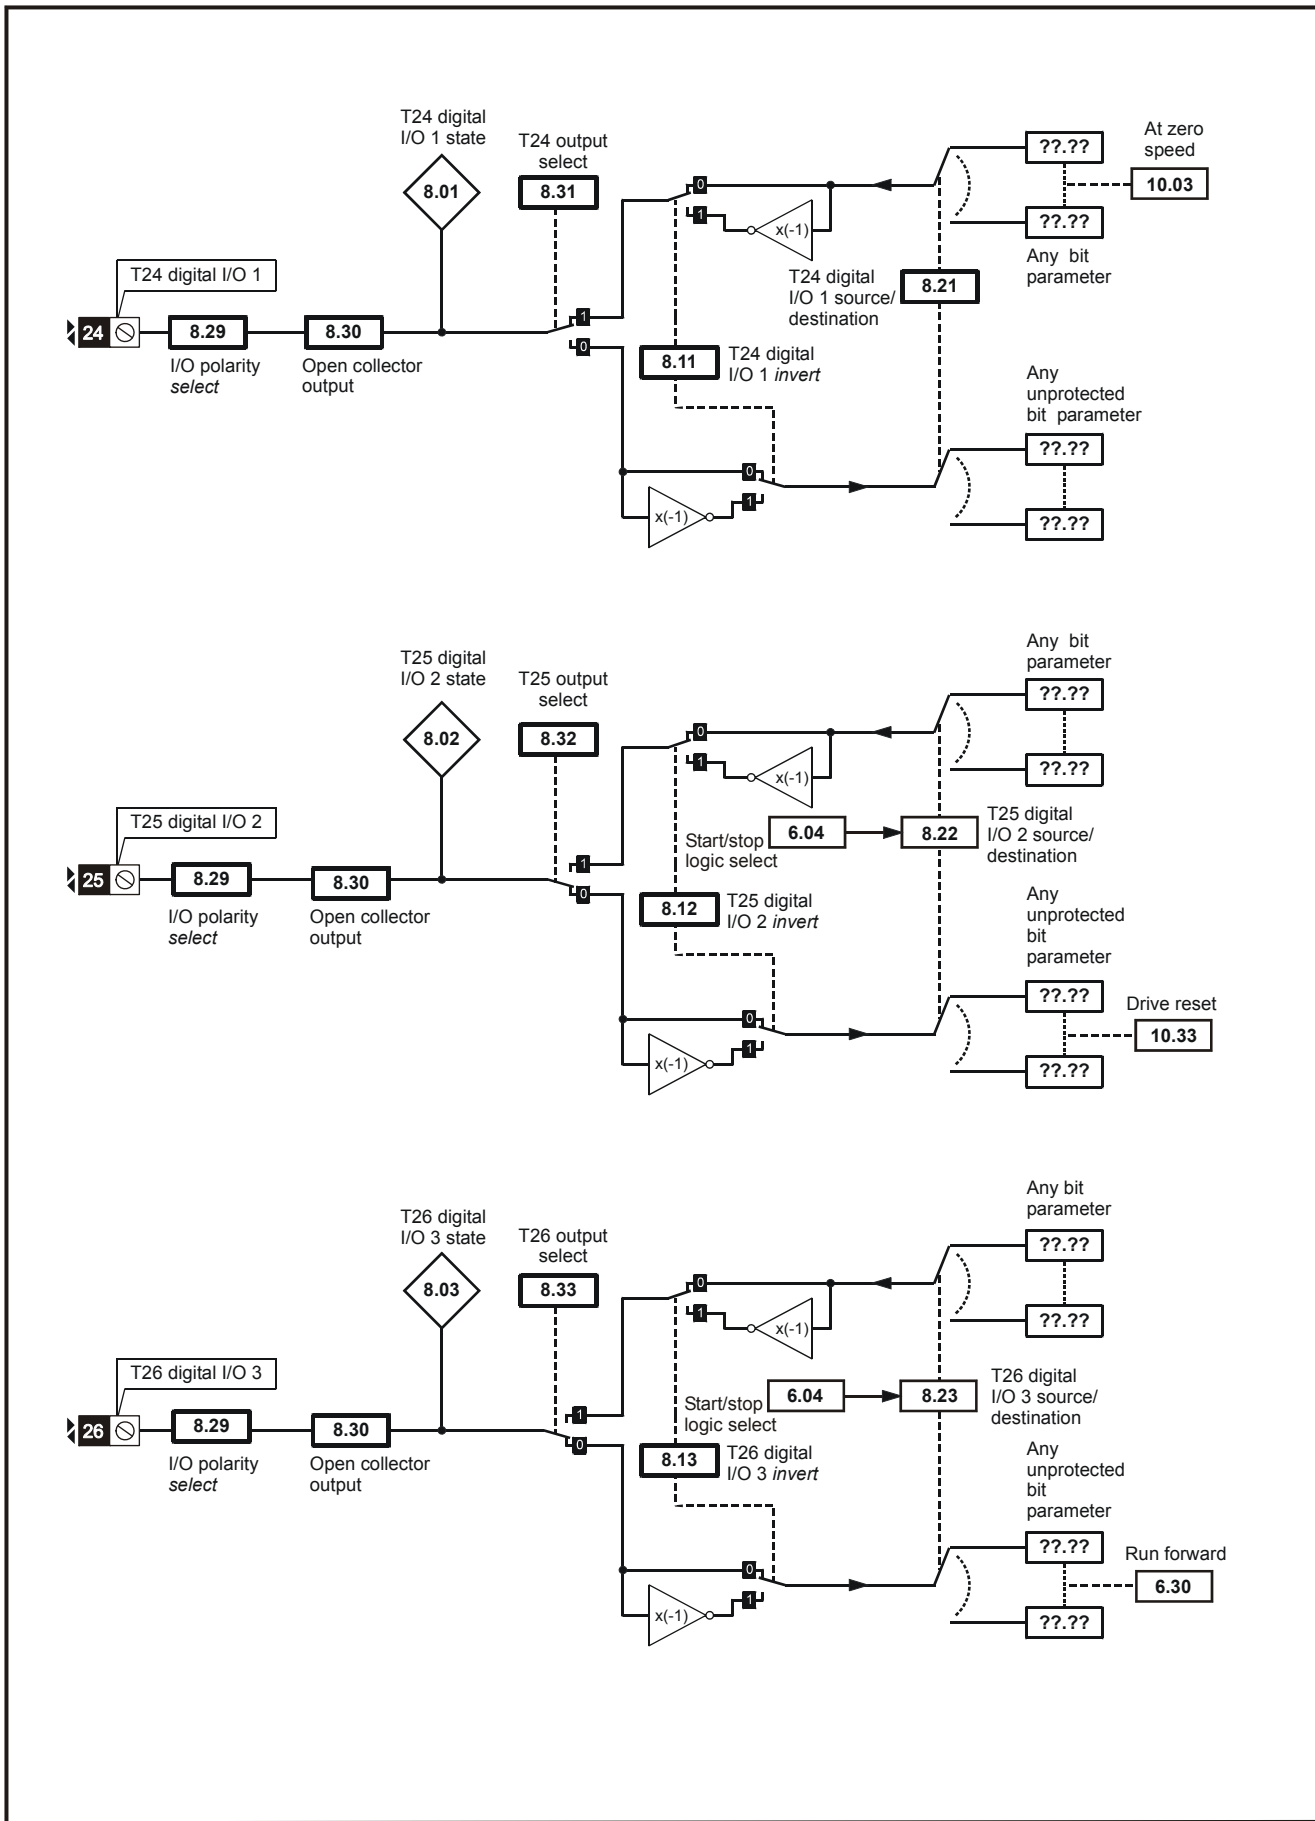 T24 digital
I/O 1 state
8.01
T24 output
select
8.31
0
1
x(-1)
??.??
??.??
Any bit
parameter
At zero
speed
10.03
T24 digital I/O 1
24
8.29
I/O polarity
select
8.30
Open collector
output
1
0
T24 digital
I/O 1 source/
destination
8.21
8.11
T24 digital
I/O 1 invert
Any
unprotected
bit parameter
??.??
??.??
0
1
x(-1)
T25 digital
I/O 2 state
8.02
T25 output
select
8.32
0
1
x(-1)
Any bit
parameter
??.??
??.??
T25 digital I/O 2
25
8.29
I/O polarity
select
8.30
Open collector
output
1
0
Start/stop
logic select
6.04
8.22
T25 digital
I/O 2 source/
destination
8.12
T25 digital
I/O 2 invert
Any
unprotected
bit
parameter
??.??
??.??
Drive reset
10.33
0
1
x(-1)
T26 digital
I/O 3 state
8.03
T26 output
select
8.33
0
1
x(-1)
Any bit
parameter
??.??
??.??
T26 digital I/O 3
26
8.29
I/O polarity
select
8.30
Open collector
output
1
0
Start/stop
logic select
6.04
8.23
T26 digital
I/O 3 source/
destination
8.13
T26 digital
I/O 3 invert
Any
unprotected
bit
parameter
??.??
??.??
Run forward
6.30
0
1
x(-1)